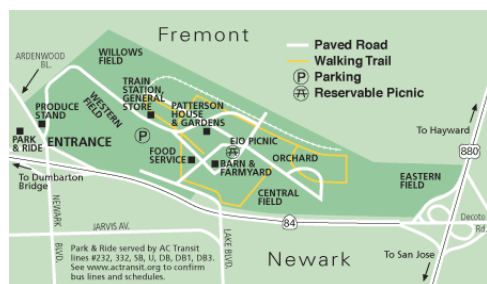 Fremont
WILLOWS
FIELD
ARDENWOOD
BL.
Paved Road
Walking Trail
P Parking
Reservable Picnic
TRAIN
STATION,
GENERAL
STORE
WESTERN
FIELD
PATTERSON
HOUSE
& GARDENS
PRODUCE
STAND
P
PARK
& RIDE
ENTRANCE
EIO PICNIC
FOOD
SERVICE
BARN &
FARMYARD
ORCHARD
To Hayward
880
To Dumbarton
Bridge
CENTRAL
FIELD
EASTERN
FIELD
NEWARK
BLVD.
JARVIS AV.
LAKE BLVD.
84
Decoto
Rd.
Newark
To San Jose
Park & Ride served by AC Transit
lines #232, 332, SB, U, DB, DB1, DB3.
See www.actransit.org to confirm
bus lines and schedules.